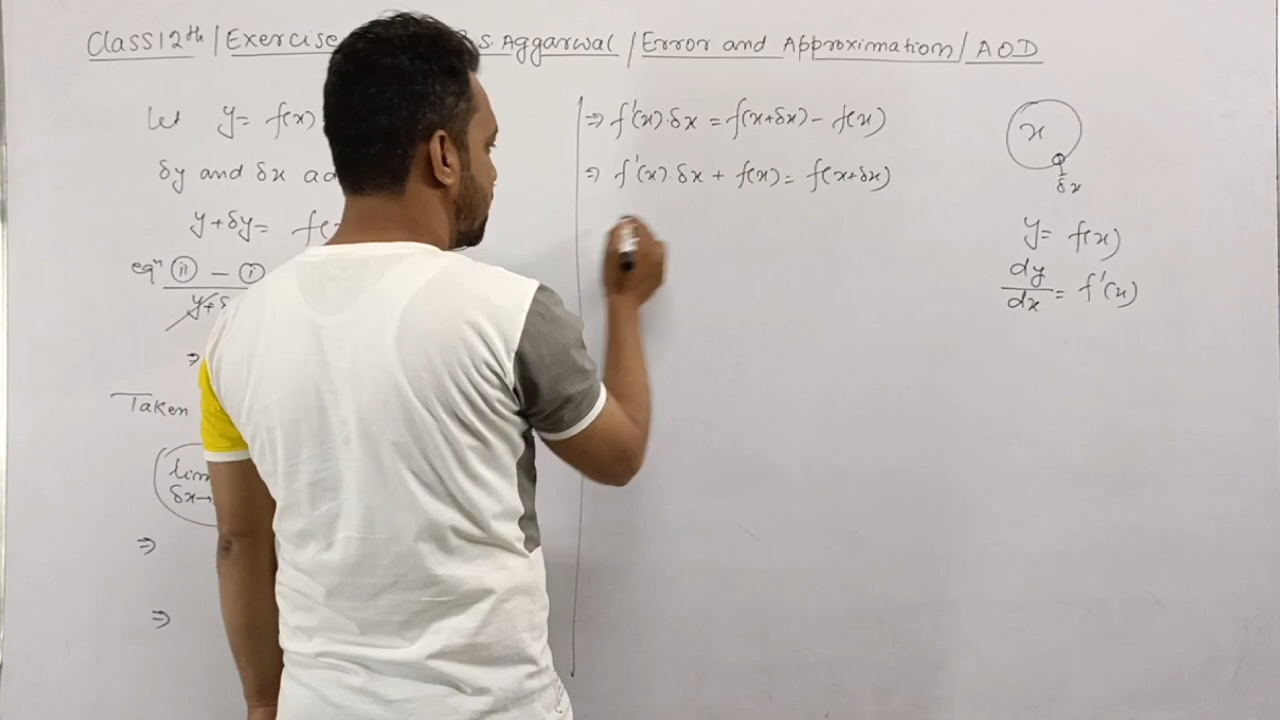 Class 12th / Exercise S. Aggarwal / Error and Approximation / AOD
Let y = f(x)
δy and δx
y + δy =
eqⁿ (ii) - (i)
⇒
Taken
lim
δx→
⇒
⇒
⇒ f'(x).δx = f(x+δx) - f(x)
⇒ f'(x).δx + f(x) = f(x+δx)
x
δx
y = f(x)
dy/dx = f'(x)